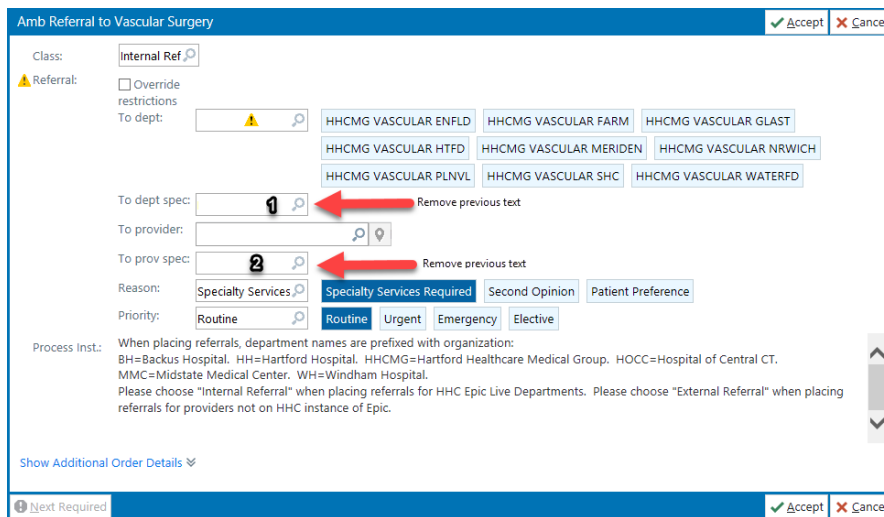 Amb Referral to Vascular Surgery Accept Cance
Class: Internal Ref
Referral: Override
restrictions
To dept: HHCMG VASCULAR ENFLD HHCMG VASCULAR FARM HHCMG VASCULAR GLAST
HHCMG VASCULAR HTFD HHCMG VASCULAR MERIDEN HHCMG VASCULAR NRWICH
HHCMG VASCULAR PLNVL HHCMG VASCULAR SHC HHCMG VASCULAR WATERFD
To dept spec: 1 Remove previous text
To provider:
To prov spec: 2 Remove previous text
Reason: Specialty Services Specialty Services Required Second Opinion Patient Preference
Priority: Routine Routine Urgent Emergency Elective
Process Inst.: When placing referrals, department names are prefixed with organization:
BH=Backus Hospital. HH=Hartford Hospital. HHCMG=Hartford Healthcare Medical Group. HOCC=Hospital of Central CT.
MMC=Midstate Medical Center. WH=Windham Hospital.
Please choose "Internal Referral" when placing referrals for HHC Epic Live Departments. Please choose "External Referral" when placing
referrals for providers not on HHC instance of Epic.
Show Additional Order Details
Next Required Accept Cance